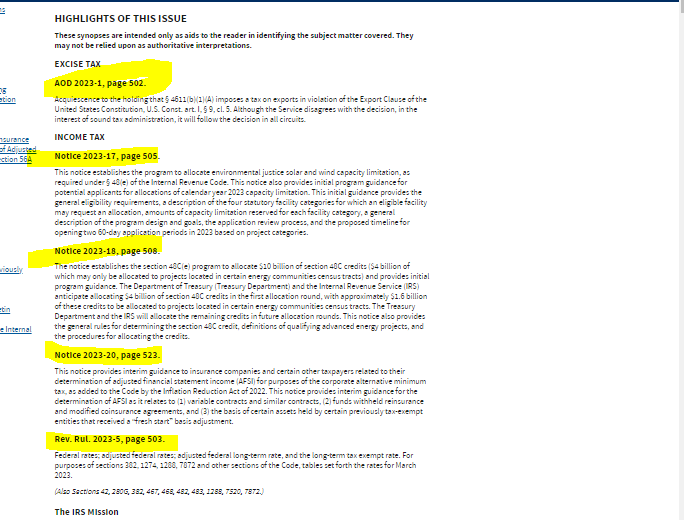 HIGHLIGHTS OF THIS ISSUE
These synopses are intended only as aids to the reader in identifying the subject matter covered. They
may not be relied upon as authoritative interpretations.
EXCISE TAX
AOD 2023-1, page 502.
Acquiescence to the holding that § 4611(b)(1)(A) imposes a tax on exports in violation of the Export Clause of the
United States Constitution, U.S. Const. art. I, § 9, cl. 5. Although the Service disagrees with the decision, in the
interest of sound tax administration, it will follow the decision in all circuits.
INCOME TAX
Notice 2023-17, page 505.
This notice establishes the program to allocate environmental justice solar and wind capacity limitation, as
required under § 48(e) of the Internal Revenue Code. This notice also provides initial program guidance for
potential applicants for allocations of calendar year 2023 capacity limitation. This initial guidance provides the
general eligibility requirements, a description of the four statutory facility categories for which an eligible facility
may request an allocation, amounts of capacity limitation reserved for each facility category, a general
description of the program design and goals, the application review process, and the proposed timeline for
opening two 60-day application periods in 2023 based on project categories.
Notice 2023-18, page 508.
The notice establishes the section 48C(e) program to allocate $10 billion of section 48C credits ($4 billion of
which may only be allocated to projects located in certain energy communities census tracts) and provides initial
program guidance. The Department of Treasury (Treasury Department) and the Internal Revenue Service (IRS)
anticipate allocating $4 billion of section 48C credits in the first allocation round, with approximately $1.6 billion
of these credits to be allocated to projects located in certain energy communities census tracts. The Treasury
Department and the IRS will allocate the remaining credits in future allocation rounds. This notice also provides
the general rules for determining the section 48C credit, definitions of qualifying advanced energy projects, and
the procedures for allocating the credits.
Notice 2023-20, page 523.
This notice provides interim guidance to insurance companies and certain other taxpayers related to their
determination of adjusted financial statement income (AFSI) for purposes of the corporate alternative minimum
tax, as added to the Code by the Inflation Reduction Act of 2022. This notice provides interim guidance for the
determination of AFSI as it relates to (1) variable contracts and similar contracts, (2) funds withheld reinsurance
and modified coinsurance agreements, and (3) the basis of certain assets held by certain previously tax-exempt
entities that received a "fresh start" basis adjustment.
Rev. Rul. 2023-5, page 503.
Federal rates; adjusted federal rates; adjusted federal long-term rate, and the long-term tax exempt rate. For
purposes of sections 382, 1274, 1288, 7872 and other sections of the Code, tables set forth the rates for March
2023.
(Also Sections 42, 280G, 382, 467, 468, 482, 483, 1288, 7520, 7872.)
The IRS Mission
ns
ng
ation
nsurance
of Adjusted
ection 56A
viously
etin
e Internal